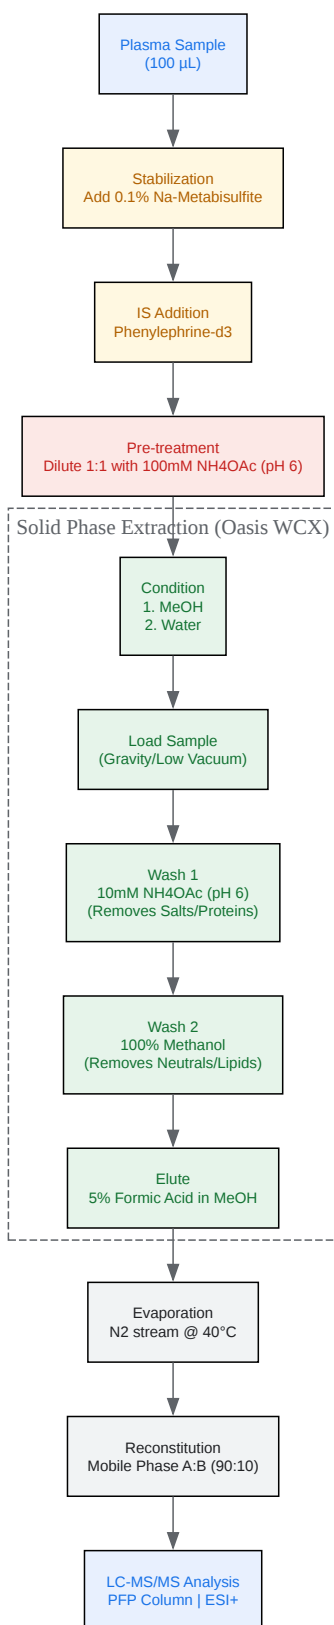 Plasma Sample
(100 µL)
Stabilization
Add 0.1% Na-Metabisulfite
IS Addition
Phenylephrine-d3
Pre-treatment
Dilute 1:1 with 100mM NH4OAc (pH 6)
Solid Phase Extraction (Oasis WCX)
Condition
1. MeOH
2. Water
Load Sample
(Gravity/Low Vacuum)
Wash 1
10mM NH4OAc (pH 6)
(Removes Salts/Proteins)
Wash 2
100% Methanol
(Removes Neutrals/Lipids)
Elute
5% Formic Acid in MeOH
Evaporation
N2 stream @ 40°C
Reconstitution
Mobile Phase A:B (90:10)
LC-MS/MS Analysis
PFP Column | ESI+